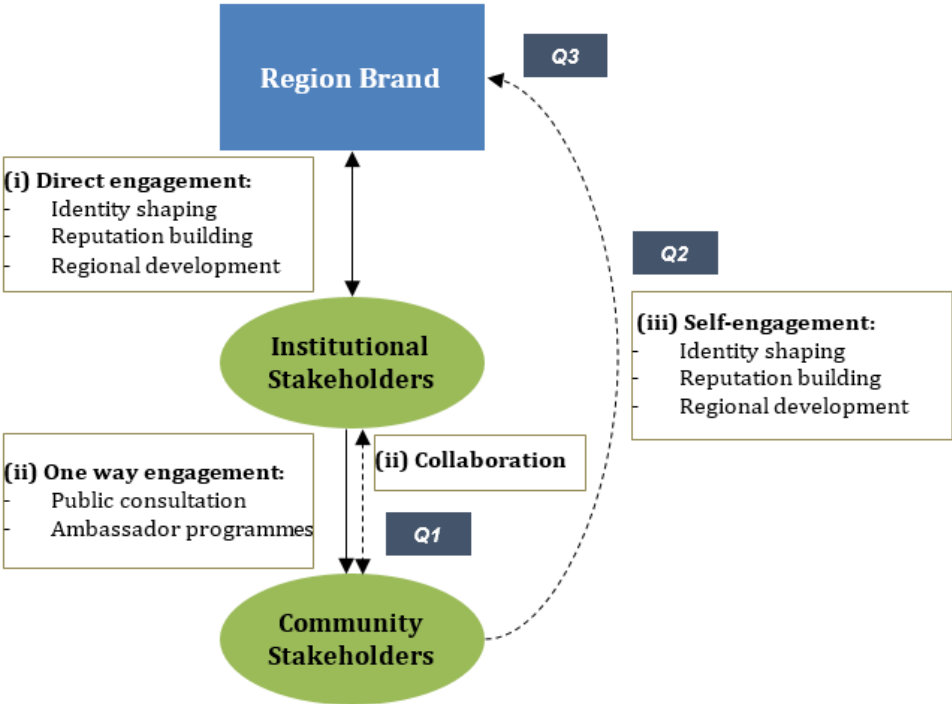 Region Brand
Q3
(i) Direct engagement:
- Identity shaping
- Reputation building
- Regional development
Q2
Institutional
Stakeholders
(iii) Self-engagement:
- Identity shaping
- Reputation building
- Regional development
(ii) One way engagement:
- Public consultation
- Ambassador programmes
(ii) Collaboration
Q1
Community
Stakeholders